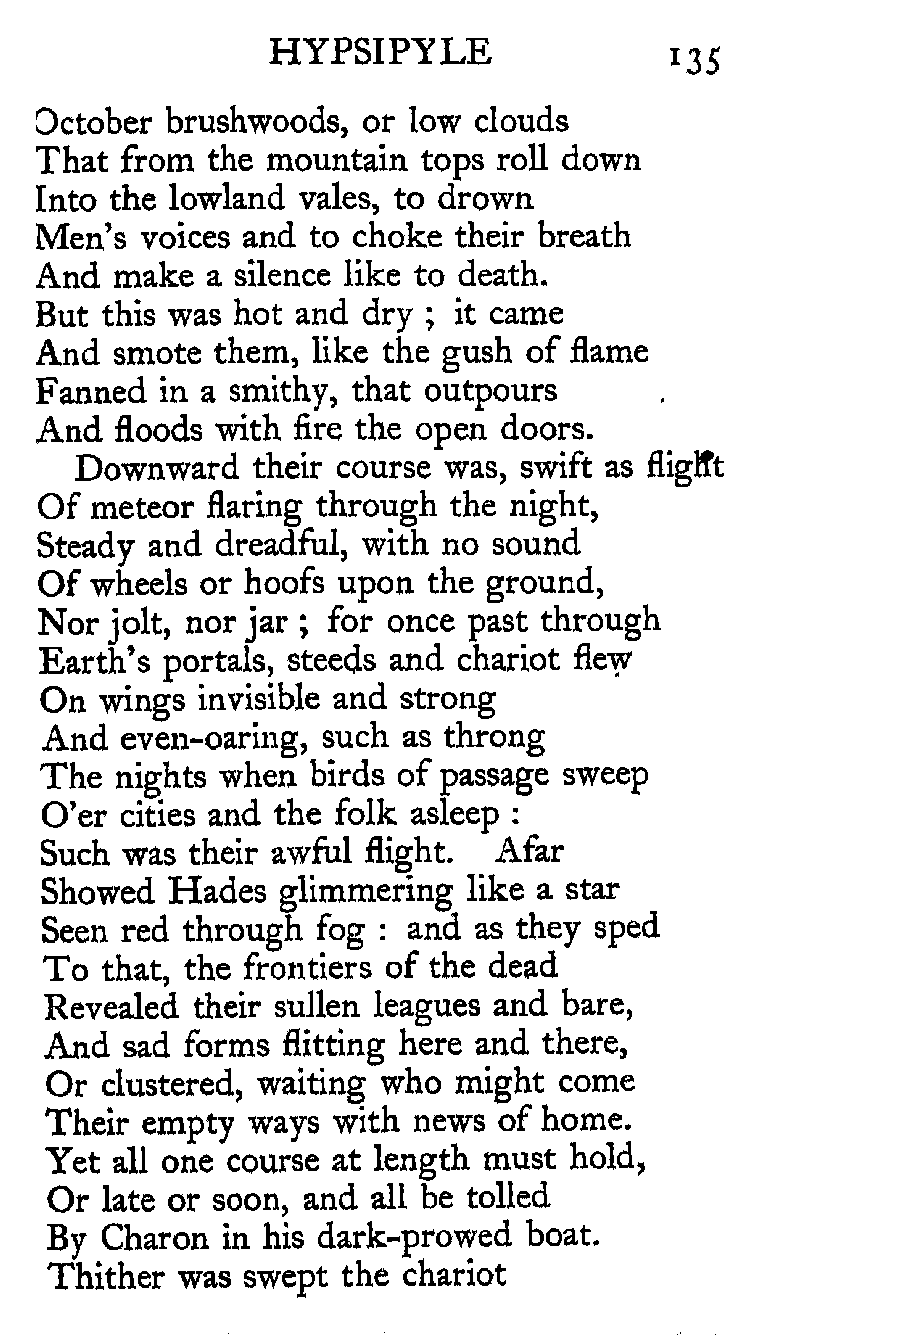 HYPSIPYLE 135
October brushwoods, or low clouds
That from the mountain tops roll down
Into the lowland vales, to drown
Men's voices and to choke their breath
And make a silence like to death.
But this was hot and dry ; it came
And smote them, like the gush of flame
Fanned in a smithy, that outpours
And floods with fire the open doors.
Downward their course was, swift as flight
Of meteor flaring through the night,
Steady and dreadful, with no sound
Of wheels or hoofs upon the ground,
Nor jolt, nor jar ; for once past through
Earth's portals, steeds and chariot flew
On wings invisible and strong
And even-oaring, such as throng
The nights when birds of passage sweep
O'er cities and the folk asleep :
Such was their awful flight. Afar
Showed Hades glimmering like a star
Seen red through fog : and as they sped
To that, the frontiers of the dead
Revealed their sullen leagues and bare,
And sad forms flitting here and there,
Or clustered, waiting who might come
Their empty ways with news of home.
Yet all one course at length must hold,
Or late or soon, and all be tolled
By Charon in his dark-prowed boat.
Thither was swept the chariot